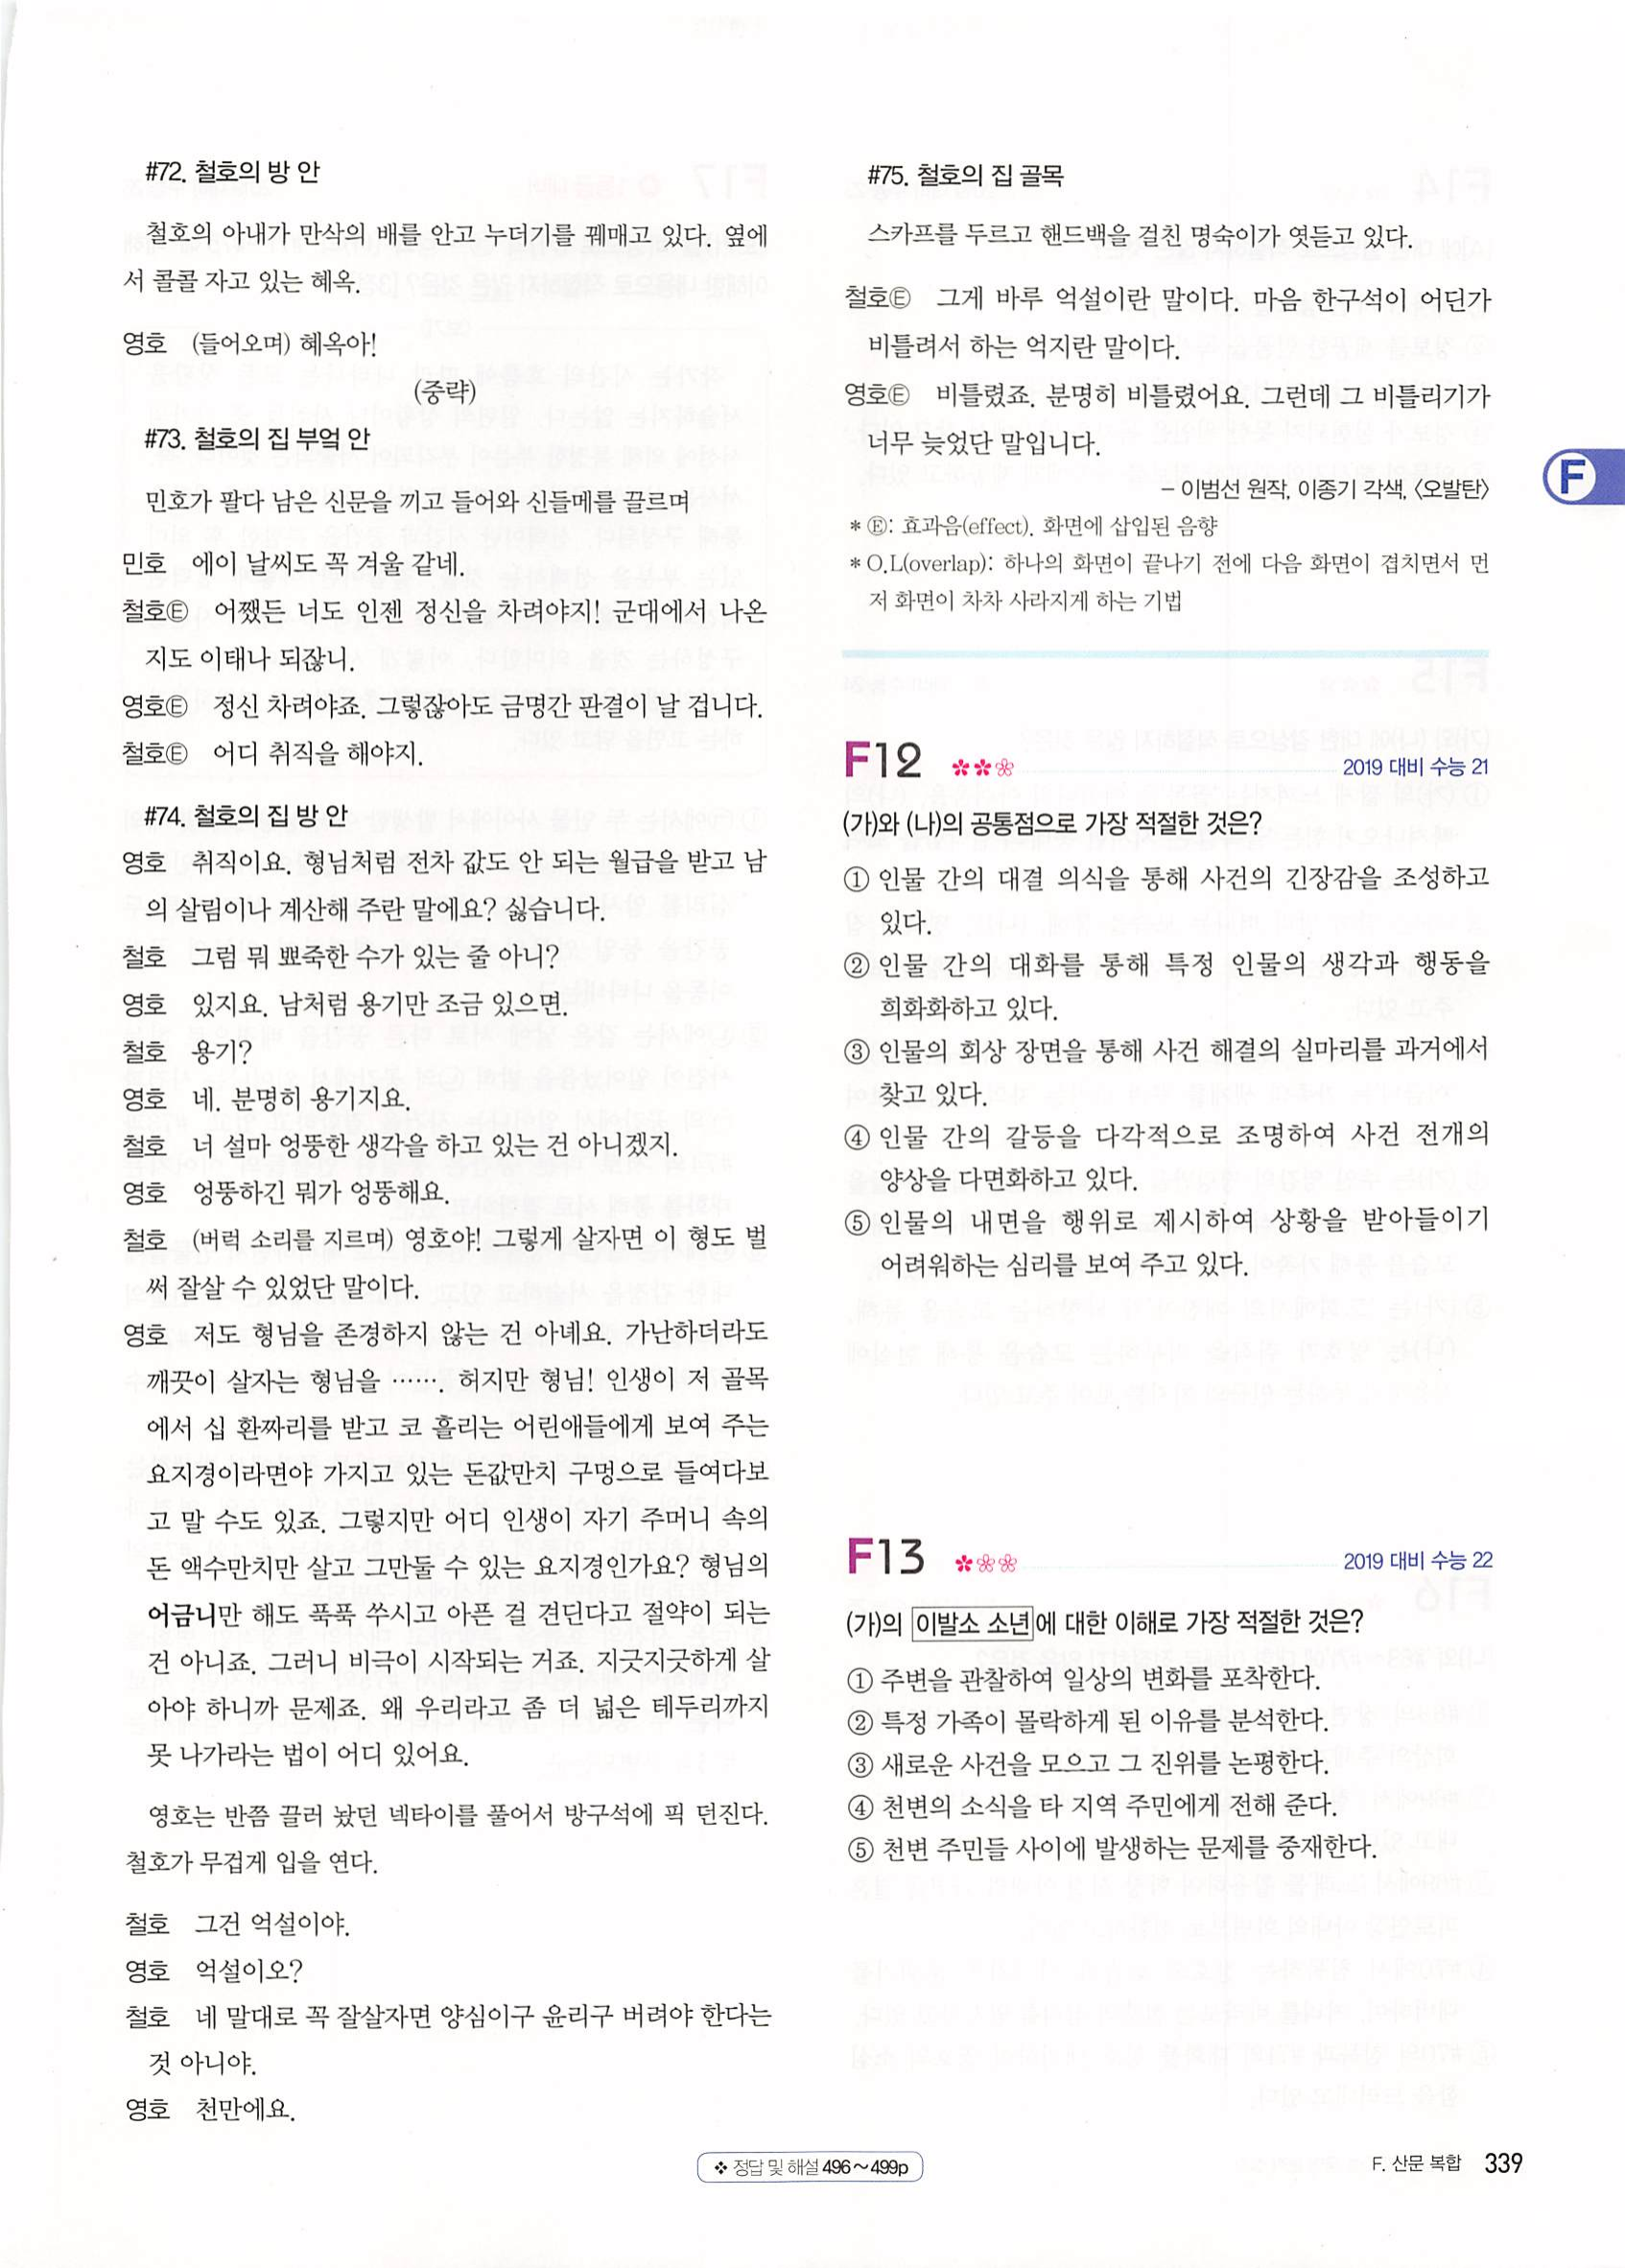 #72. 철호의 방 안
철호의 아내가 만삭의 배를 안고 누더기를 꿰매고 있다. 옆에
서 콜콜 자고 있는 혜옥.
영호 (들어오며) 혜옥아!
(중략)
#73. 철호의 집 부엌 안
민호가 팔다 남은 신문을 끼고 들어와 신들메를 끌르며
민호 에이 날씨도 꼭 겨울 같네.
철호Ⓔ 어쨌든 너도 인젠 정신을 차려야지! 군대에서 나온
지도 이태나 되잖니.
영호Ⓔ 정신 차려야죠. 그렇잖아도 금명간 판결이 날 겁니다.
철호Ⓔ 어디 취직을 해야지.
#74. 철호의 집 방 안
영호 취직이요. 형님처럼 전차 값도 안 되는 월급을 받고 남
의 살림이나 계산해 주란 말에요? 싫습니다.
철호 그럼 뭐 뾰죽한 수가 있는 줄 아니?
영호 있지요. 남처럼 용기만 조금 있으면.
철호 용기?
영호 네. 분명히 용기지요.
철호 너 설마 엉뚱한 생각을 하고 있는 건 아니겠지.
영호 엉뚱하긴 뭐가 엉뚱해요.
철호 (버럭 소리를 지르며) 영호야! 그렇게 살자면 이 형도 벌
써 잘살 수 있었단 말이다.
영호 저도 형님을 존경하지 않는 건 아녜요. 가난하더라도
깨끗이 살자는 형님을 ……. 허지만 형님! 인생이 저 골목
에서 십 환짜리를 받고 코 흘리는 어린애들에게 보여 주는
요지경이라면야 가지고 있는 돈값만치 구멍으로 들여다보
고 말 수도 있죠. 그렇지만 어디 인생이 자기 주머니 속의
돈 액수만치만 살고 그만둘 수 있는 요지경인가요? 형님의
어금니만 해도 푹푹 쑤시고 아픈 걸 견딘다고 절약이 되는
건 아니죠. 그러니 비극이 시작되는 거죠. 지긋지긋하게 살
아야 하니까 문제죠. 왜 우리라고 좀 더 넓은 테두리까지
못 나가라는 법이 어디 있어요.
영호는 반쯤 끌러 놨던 넥타이를 풀어서 방구석에 픽 던진다.
철호가 무겁게 입을 연다.
철호 그건 억설이야.
영호 억설이오?
철호 네 말대로 꼭 잘살자면 양심이구 윤리구 버려야 한다는
것 아니야.
영호 천만에요.
#75. 철호의 집 골목
스카프를 두르고 핸드백을 걸친 명숙이가 엿듣고 있다.
철호Ⓔ 그게 바루 억설이란 말이다. 마음 한구석이 어딘가
비틀려서 하는 억지란 말이다.
영호Ⓔ 비틀렸죠. 분명히 비틀렸어요. 그런데 그 비틀리기가
너무 늦었단 말입니다.
- 이범선 원작, 이종기 각색, 〈오발탄〉
* Ⓔ: 효과음(effect). 화면에 삽입된 음향
* O.L(overlap): 하나의 화면이 끝나기 전에 다음 화면이 겹치면서 먼
저 화면이 차차 사라지게 하는 기법
F
F12 2019 대비 수능 21
(가)와 (나)의 공통점으로 가장 적절한 것은?
① 인물 간의 대결 의식을 통해 사건의 긴장감을 조성하고
있다.
② 인물 간의 대화를 통해 특정 인물의 생각과 행동을
희화화하고 있다.
③ 인물의 회상 장면을 통해 사건 해결의 실마리를 과거에서
찾고 있다.
④ 인물 간의 갈등을 다각적으로 조명하여 사건 전개의
양상을 다면화하고 있다.
⑤ 인물의 내면을 행위로 제시하여 상황을 받아들이기
어려워하는 심리를 보여 주고 있다.
F13 2019 대비 수능 22
(가)의 이발소 소년에 대한 이해로 가장 적절한 것은?
① 주변을 관찰하여 일상의 변화를 포착한다.
② 특정 가족이 몰락하게 된 이유를 분석한다.
③ 새로운 사건을 모으고 그 진위를 논평한다.
④ 천변의 소식을 타 지역 주민에게 전해 준다.
⑤ 천변 주민들 사이에 발생하는 문제를 중재한다.
❖ 정답 및 해설 496~499p
F. 산문 복합 339